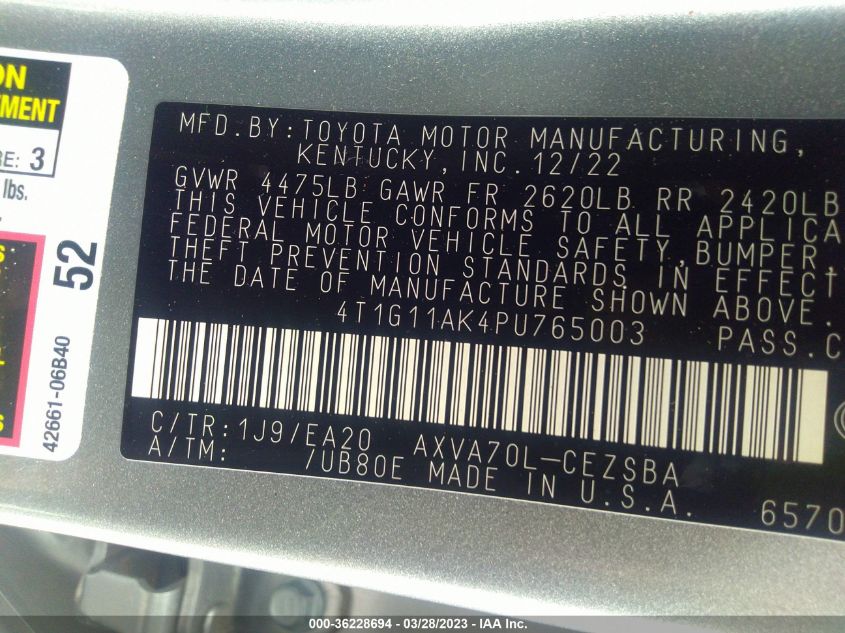 ON
TEMENT
RE: 3
lbs.
S
52
42661-06B40
S
MFD.BY:TOYOTA MOTOR MANUFACTURING,
KENTUCKY,INC.12/22
GVWR 4475LB GAWR FR 2620LB RR 2420LB
THIS VEHICLE CONFORMS TO ALL APPLICA
FEDERAL MOTOR VEHICLE SAFETY,BUMPER
THEFT PREVENTION STANDARDS IN EFFECT
THE DATE OF MANUFACTURE SHOWN ABOVE.
4T1G11AK4PU765003 PASS.C
C/TR:1J9/EA20 AXVA70L-CEZSBA
A/TM: /UB80E MADE IN U.S.A.
6570
000-36228694 - 03/28/2023 - IAA Inc.